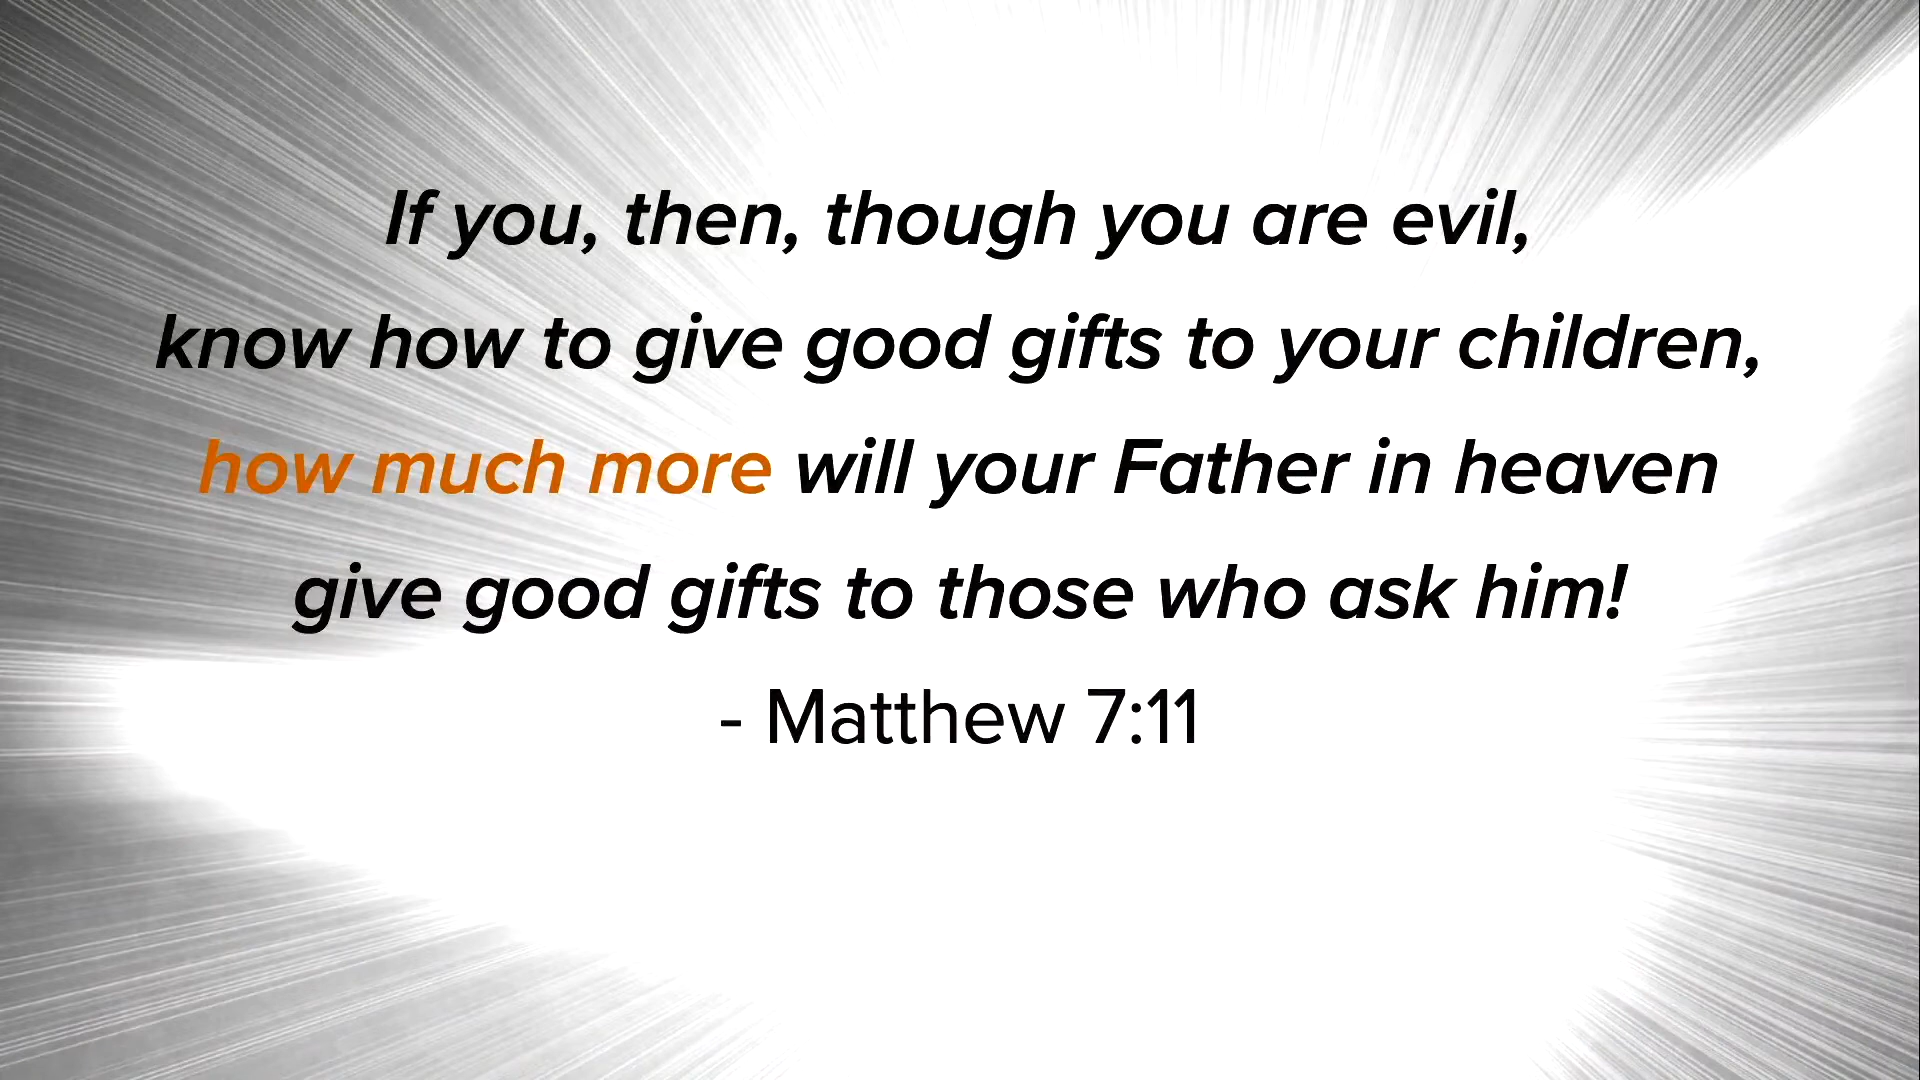 If you, then, though you are evil,
know how to give good gifts to your children,
how much more will your Father in heaven
give good gifts to those who ask him!
- Matthew 7:11